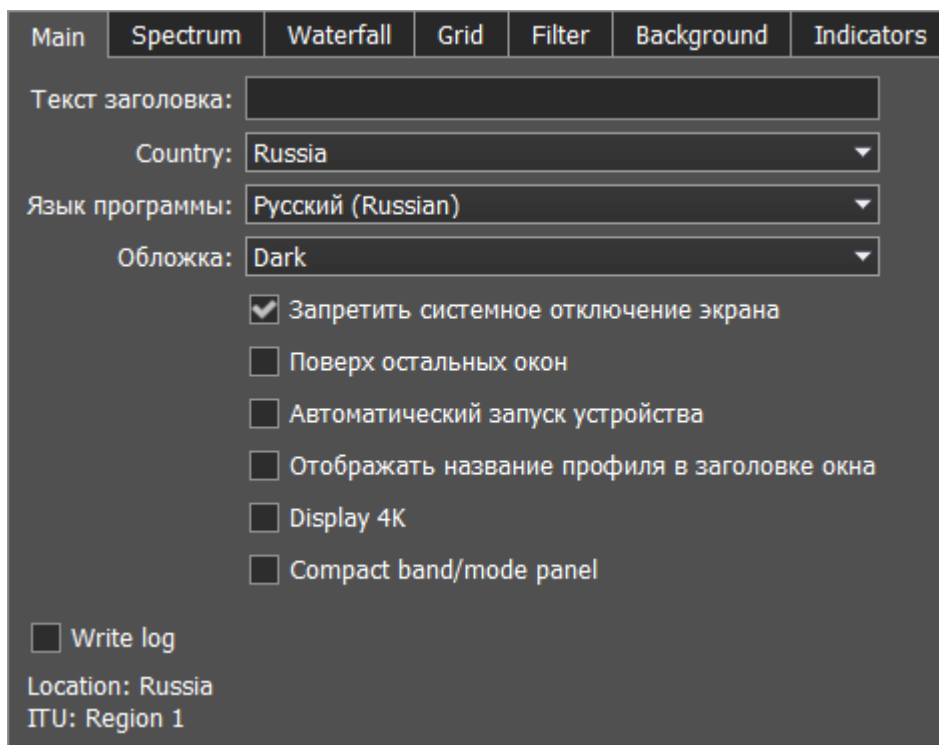 Main Spectrum Waterfall Grid Filter Background Indicators
Текст заголовка:
Country: Russia
Язык программы: Русский (Russian)
Обложка: Dark
Запретить системное отключение экрана
Поверх остальных окон
Автоматический запуск устройства
Отображать название профиля в заголовке окна
Display 4K
Compact band/mode panel
Write log
Location: Russia
ITU: Region 1